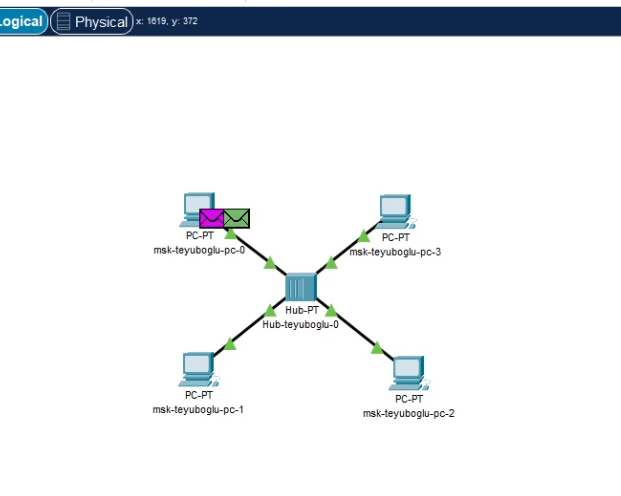 Logical Physical x: 1619, y: 372
PC-PT
msk-teyuboglu-pc-0
PC-PT
msk-teyuboglu-pc-3
Hub-PT
Hub-teyuboglu-0
PC-PT
msk-teyuboglu-pc-1
PC-PT
msk-teyuboglu-pc-2